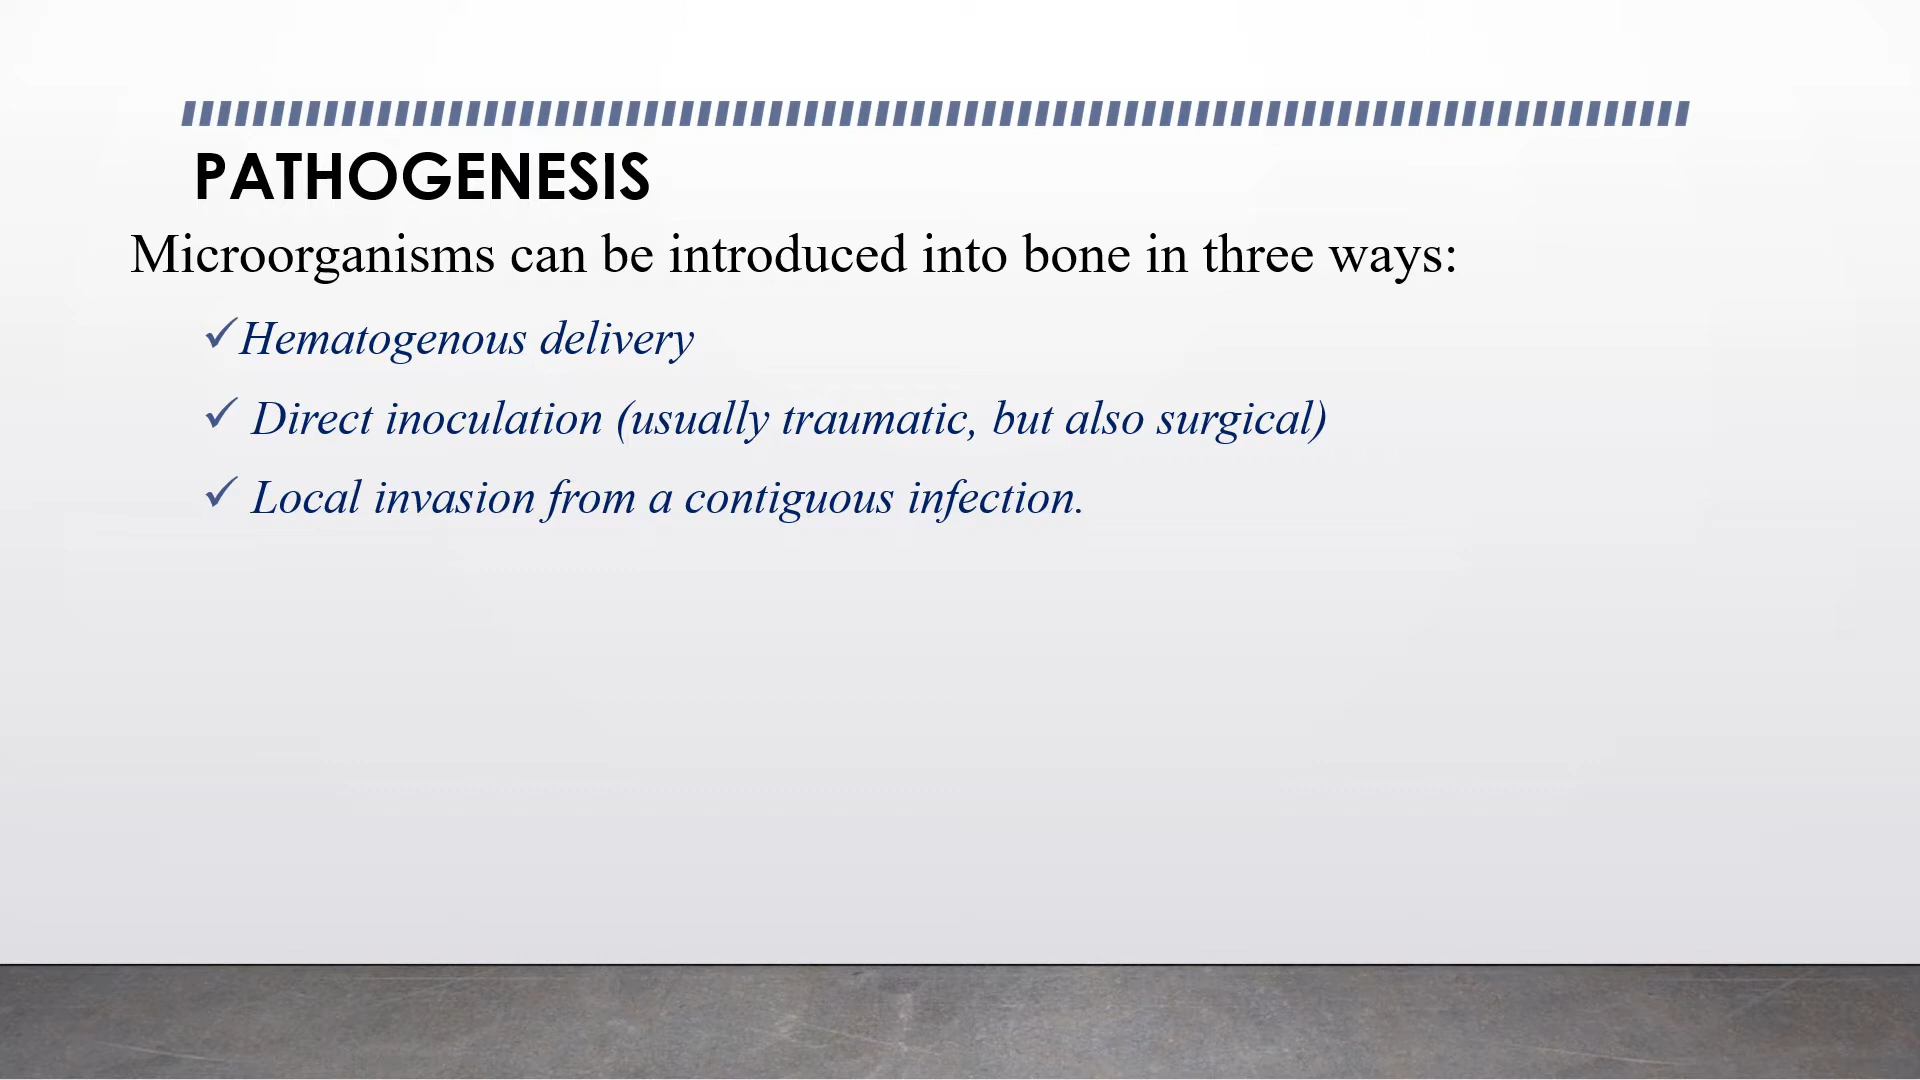 PATHOGENESIS
Microorganisms can be introduced into bone in three ways:
✓Hematogenous delivery
✓ Direct inoculation (usually traumatic, but also surgical)
✓ Local invasion from a contiguous infection.